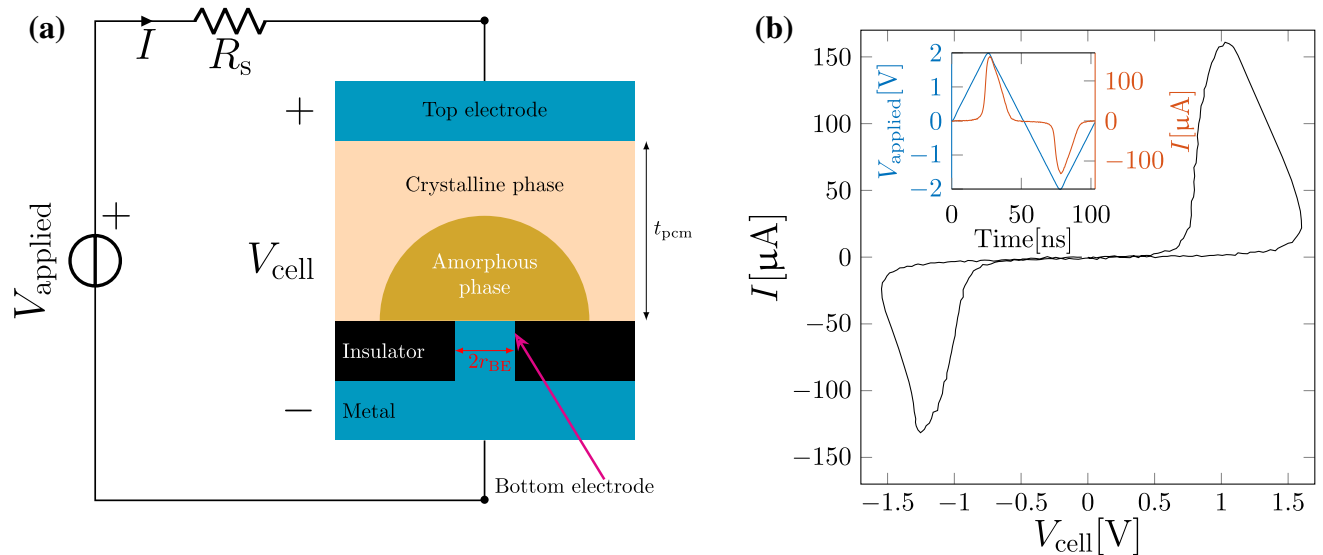 (a)
I
R_s
V_applied
+
+
V_cell
−
Top electrode
Crystalline phase
Amorphous
phase
t_pcm
Insulator
2r_BE
Metal
Bottom electrode
(b)
150
100
50
0
−50
−100
−150
I[µA]
−1.5
−1
−0.5
0
0.5
1
1.5
V_cell[V]
2
1
0
−1
−2
V_applied[V]
100
0
−100
I[µA]
0
50
100
Time[ns]